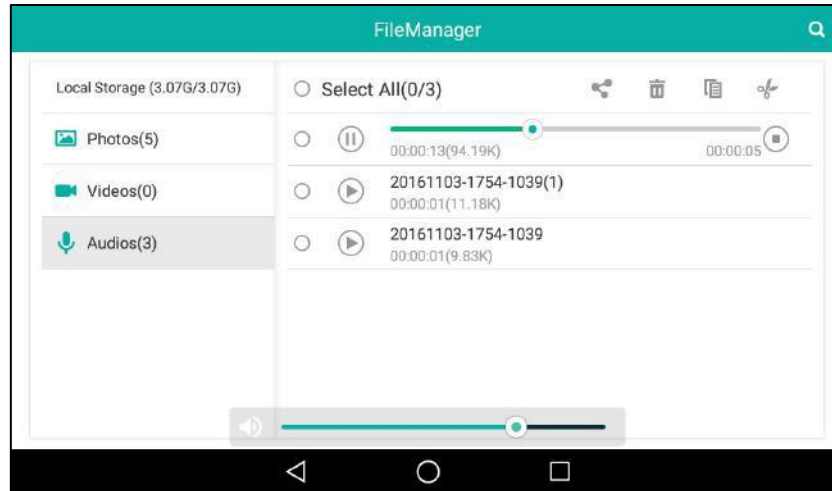 FileManager
Local Storage (3.07G/3.07G)
Photos(5)
Videos(0)
Audios(3)
Select All(0/3)
00:00:13(94.19K) 00:00:05
20161103-1754-1039(1)
00:00:01(11.18K)
20161103-1754-1039
00:00:01(9.83K)